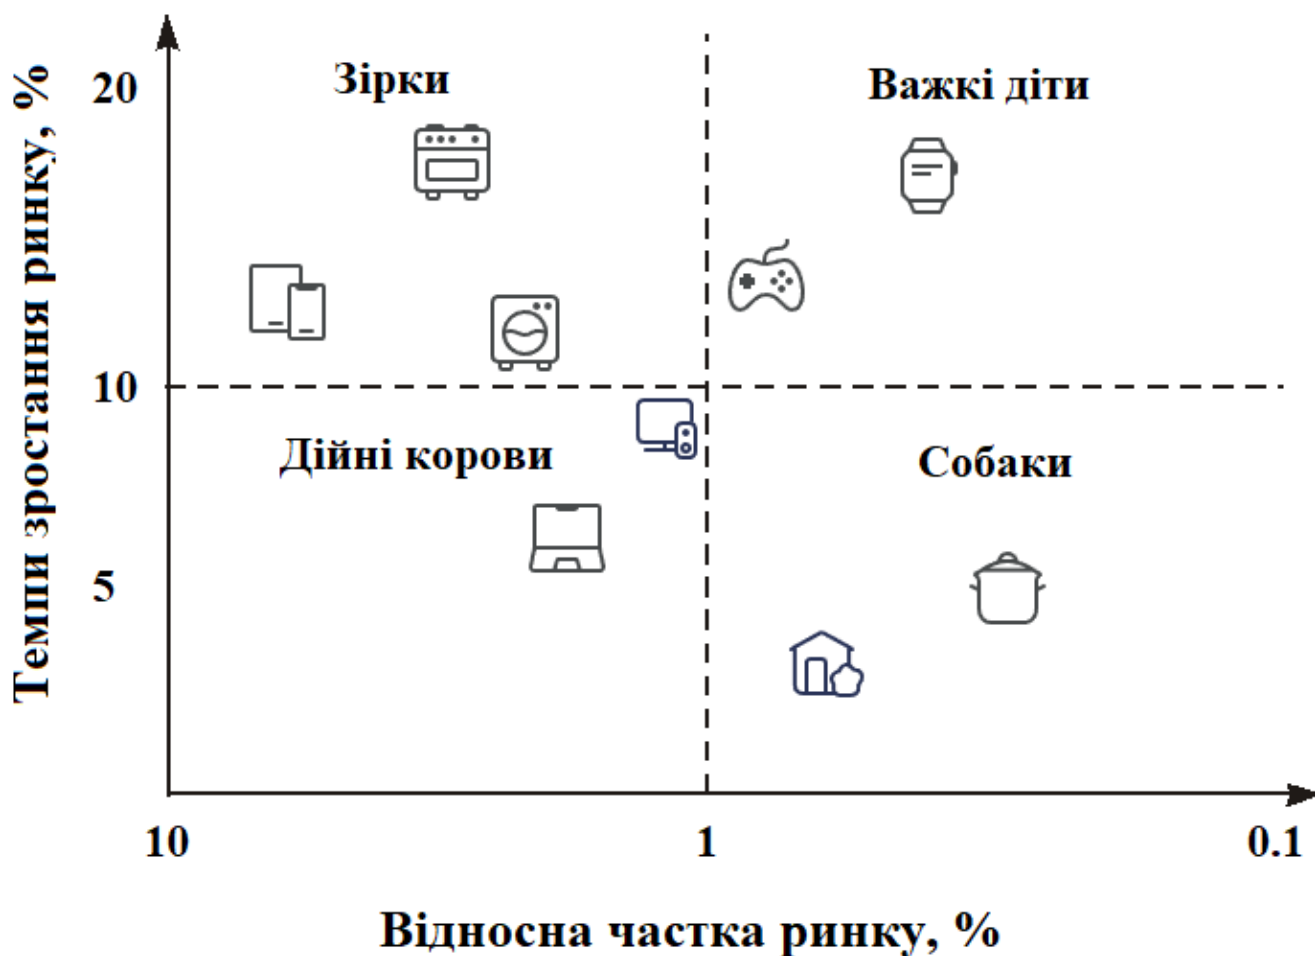 Темпи зростання ринку, %
20
Зірки
Важкі діти
10
Дійні корови
Собаки
5
10
1
0.1
Відносна частка ринку, %